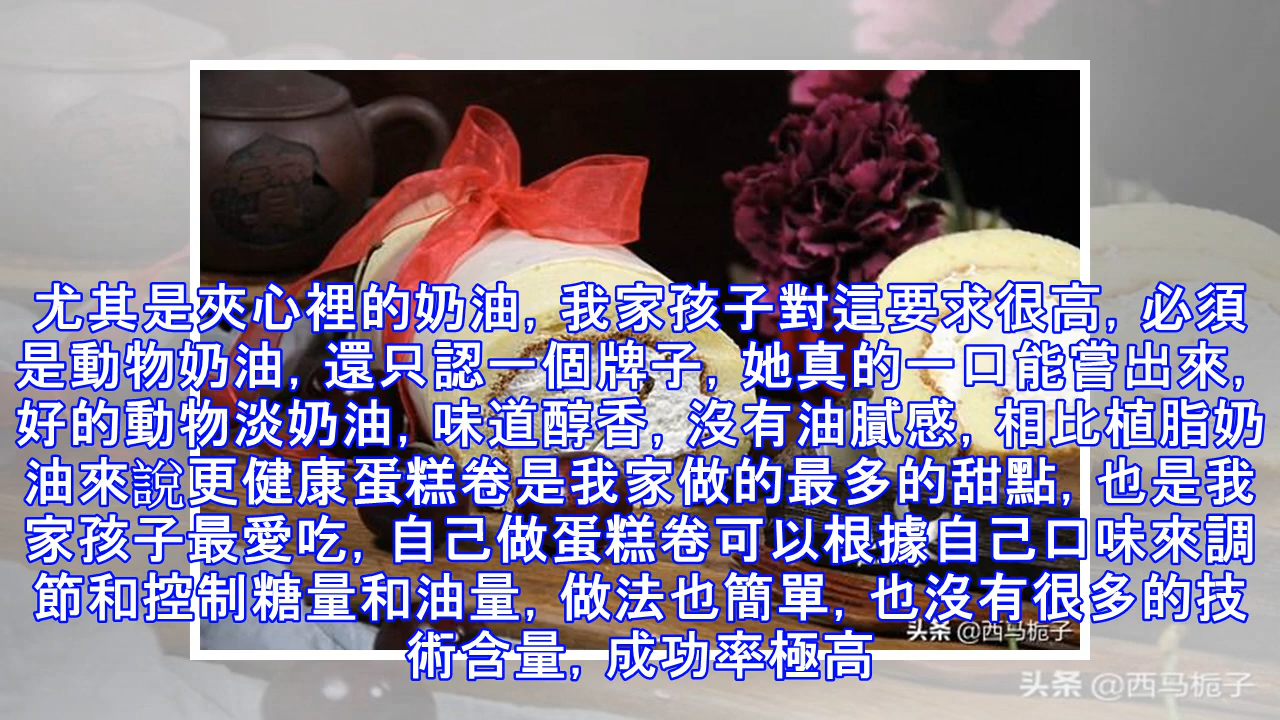 尤其是夾心裡的奶油, 我家孩子對這要求很高, 必須
是動物奶油, 還只認一個牌子, 她真的一口能嘗出來,
好的動物淡奶油, 味道醇香, 沒有油膩感, 相比植脂奶
油來說更健康蛋糕卷是我家做的最多的甜點, 也是我
家孩子最愛吃, 自己做蛋糕卷可以根據自己口味來調
節和控制糖量和油量, 做法也簡單, 也沒有很多的技
術含量, 成功率極高
头条 @西马栀子
头条 @西马栀子